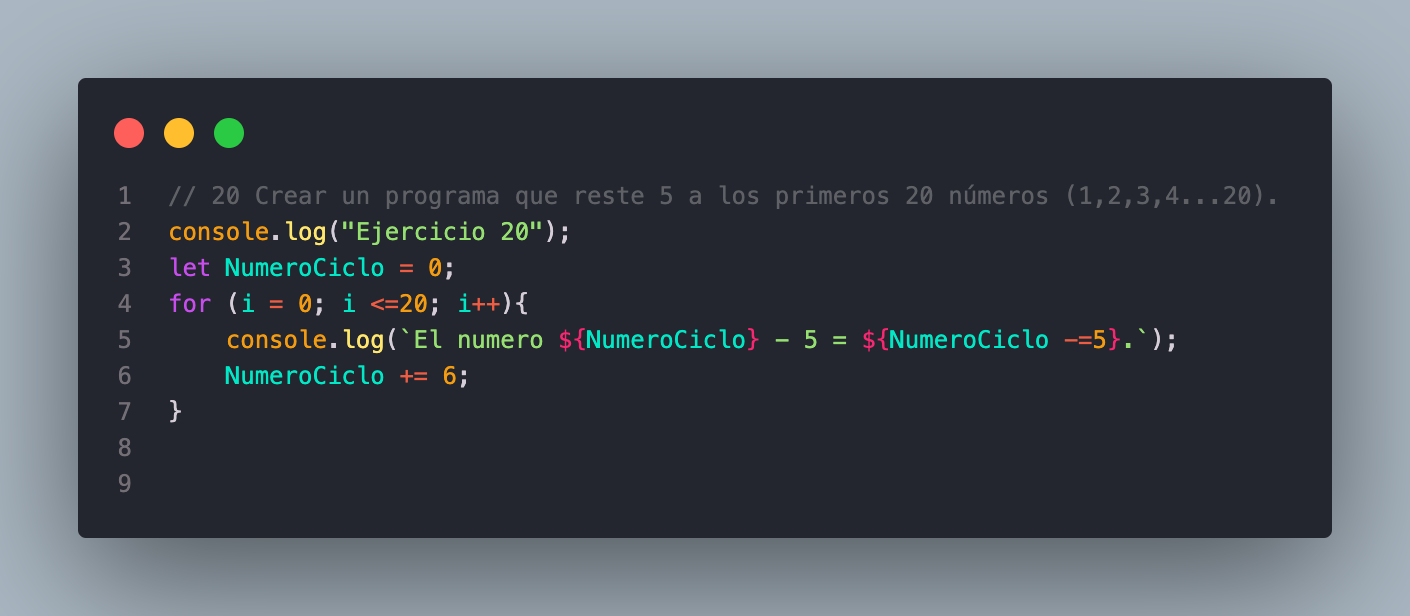 1 // 20 Crear un programa que reste 5 a los primeros 20 números (1,2,3,4...20).
2 console.log("Ejercicio 20");
3 let NumeroCiclo = 0;
4 for (i = 0; i <=20; i++){
5     console.log(`El numero ${NumeroCiclo} - 5 = ${NumeroCiclo -=5}.`);
6     NumeroCiclo += 6;
7 }
8
9